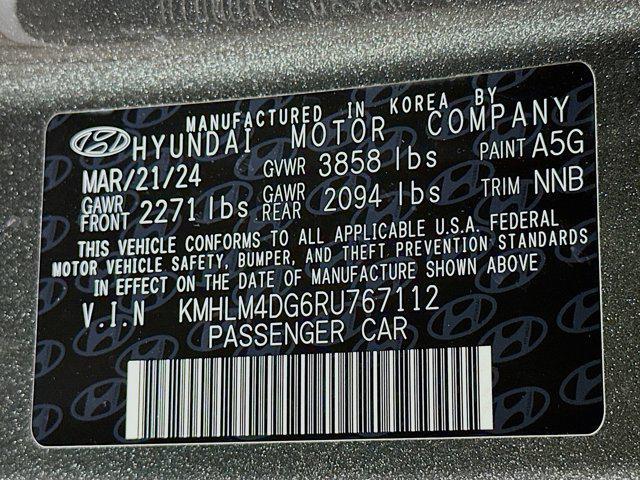 MANUFACTURED IN KOREA BY
HYUNDAI MOTOR COMPANY
MAR/21/24 GVWR 3858 lbs PAINT A5G
GAWR FRONT 2271 lbs GAWR REAR 2094 lbs TRIM NNB
THIS VEHICLE CONFORMS TO ALL APPLICABLE U.S.A. FEDERAL
MOTOR VEHICLE SAFETY, BUMPER, AND THEFT PREVENTION STANDARDS
IN EFFECT ON THE DATE OF MANUFACTURE SHOWN ABOVE
V.I.N KMHLM4DG6RU767112
PASSENGER CAR